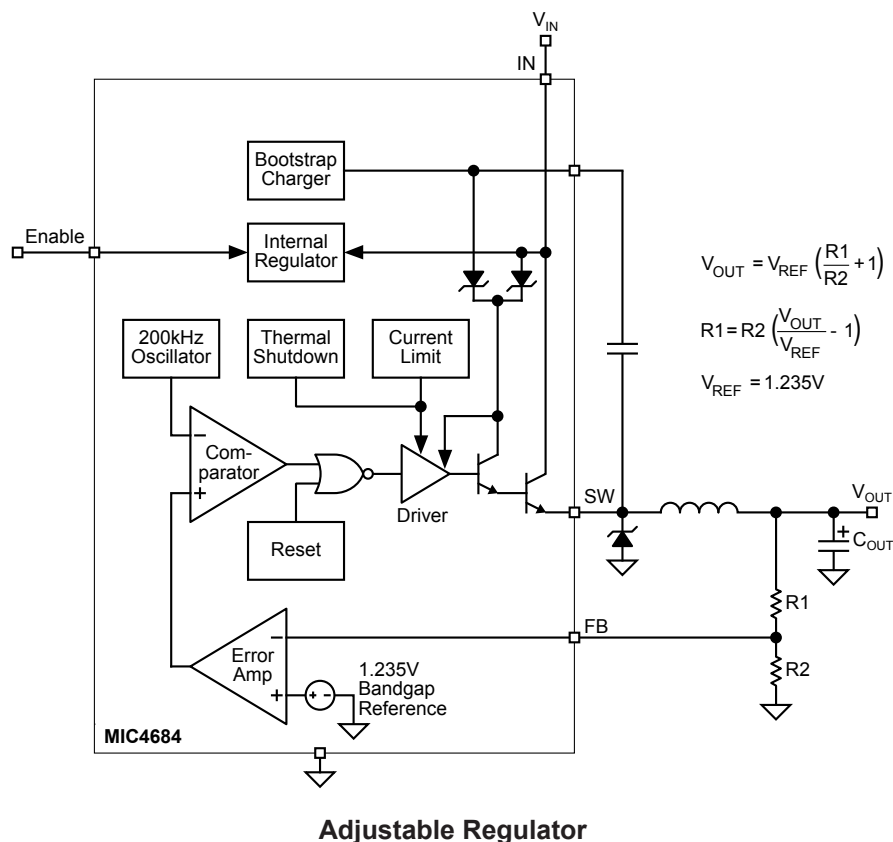 V_IN
IN
Bootstrap
Charger
Enable
Internal
Regulator
V_OUT = V_REF (R1/R2 + 1)
R1 = R2 (V_OUT/V_REF - 1)
V_REF = 1.235V
200kHz
Oscillator
Thermal
Shutdown
Current
Limit
−
Com-
parator
+
Driver
Reset
SW
V_OUT
+
C_OUT
R1
FB
R2
−
Error
Amp
+
+ -
1.235V
Bandgap
Reference
MIC4684
Adjustable Regulator